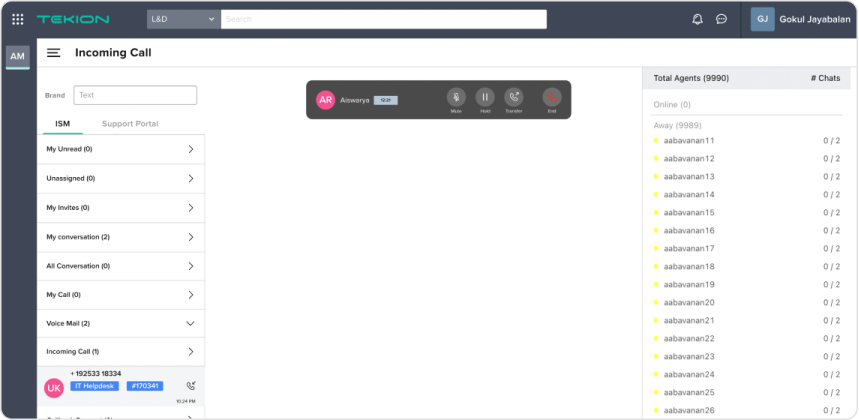 TEKION
L&D
Search
GJ
Gokul Jayabalan
AM
Incoming Call
Brand
Text
ISM
Support Portal
My Unread (0)
Unassigned (0)
My Invites (0)
My conversation (2)
All Conversation (0)
My Call (0)
Voice Mail (2)
Incoming Call (1)
+ 192533 18334
UK
IT Helpdesk
#170341
10:24 PM
AR
Aiswarya
12:21
Mute
Hold
Transfer
End
Total Agents (9990)
# Chats
Online (0)
Away (9989)
aabavanan11 0 / 2
aabavanan12 0 / 2
aabavanan13 0 / 2
aabavanan14 0 / 2
aabavanan15 0 / 2
aabavanan16 0 / 2
aabavanan17 0 / 2
aabavanan18 0 / 2
aabavanan19 0 / 2
aabavanan20 0 / 2
aabavanan21 0 / 2
aabavanan22 0 / 2
aabavanan23 0 / 2
aabavanan24 0 / 2
aabavanan25 0 / 2
aabavanan26 0 / 2